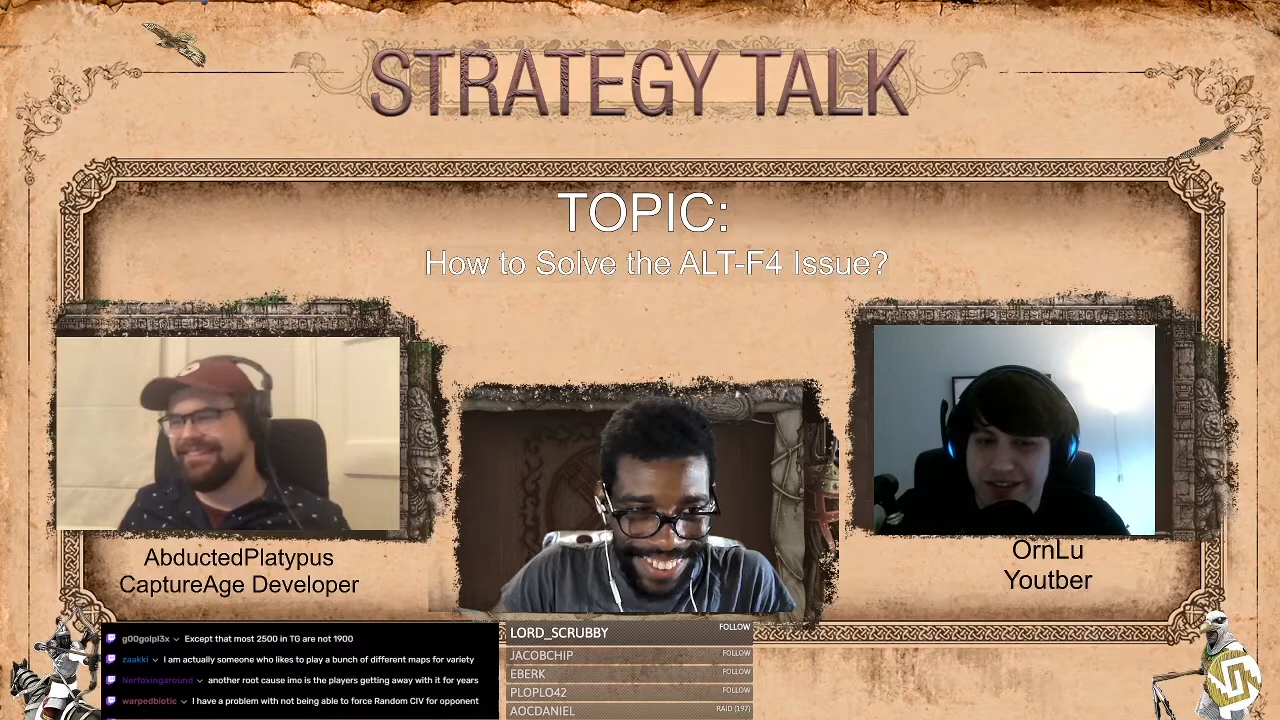 STRATEGY TALK
TOPIC:
How to Solve the ALT-F4 Issue?
AbductedPlatypus
CaptureAge Developer
OrnLu
Youtber
g00golpl3x Except that most 2500 in TG are not 1900
zaakki I am actually someone who likes to play a bunch of different maps for variety
Nerfoxingaround another root cause imo is the players getting away with it for years
warpedbiotic I have a problem with not being able to force Random CIV for opponent
LORD_SCRUBBY FOLLOW
JACOBCHIP FOLLOW
EBERK FOLLOW
PLOPLO42 FOLLOW
AOCDANIEL RAID (197)